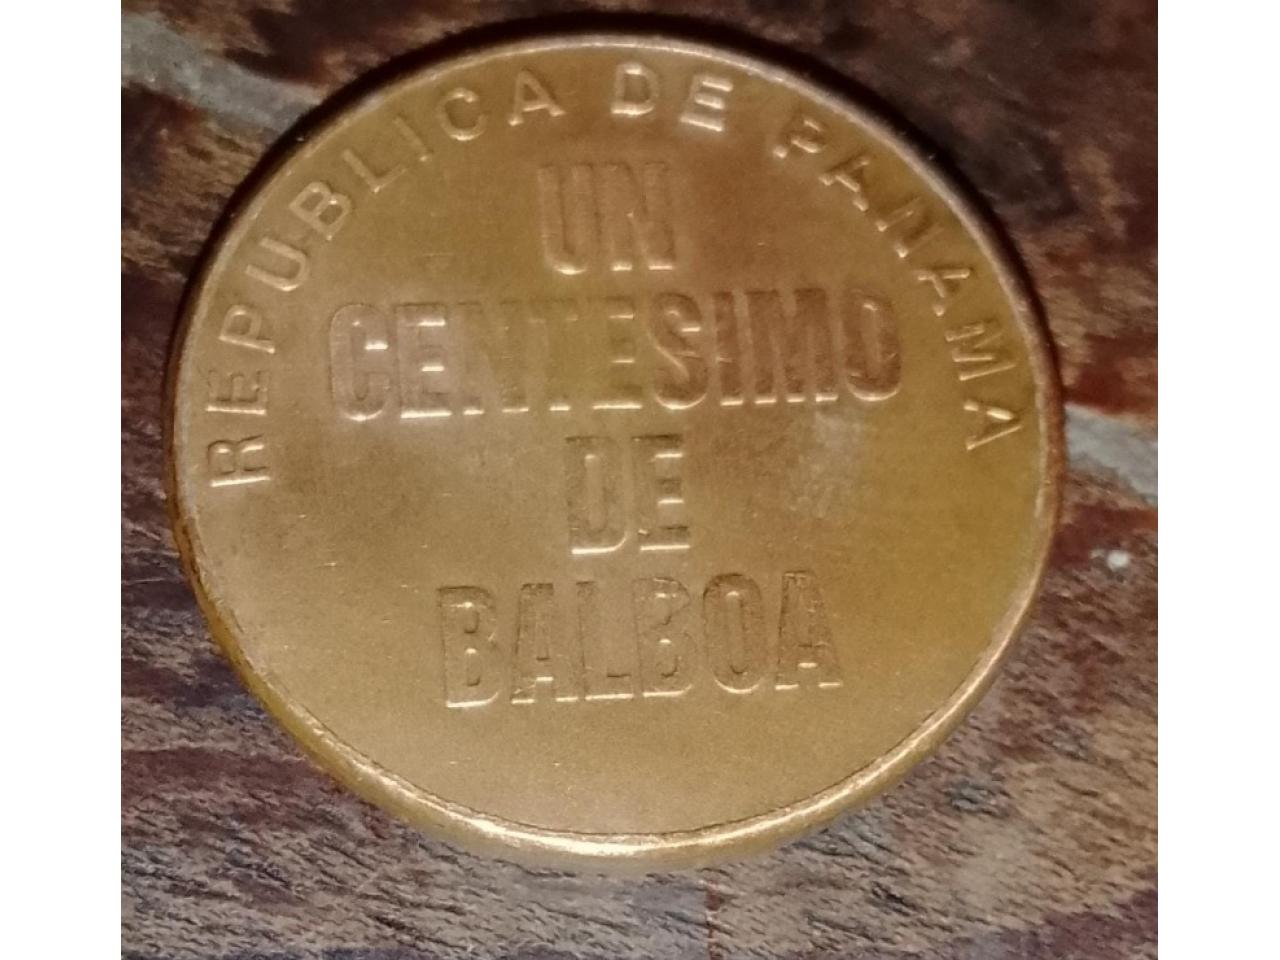 REPUBLICA DE PANAMA
UN
CENTESIMO
DE
BALBOA